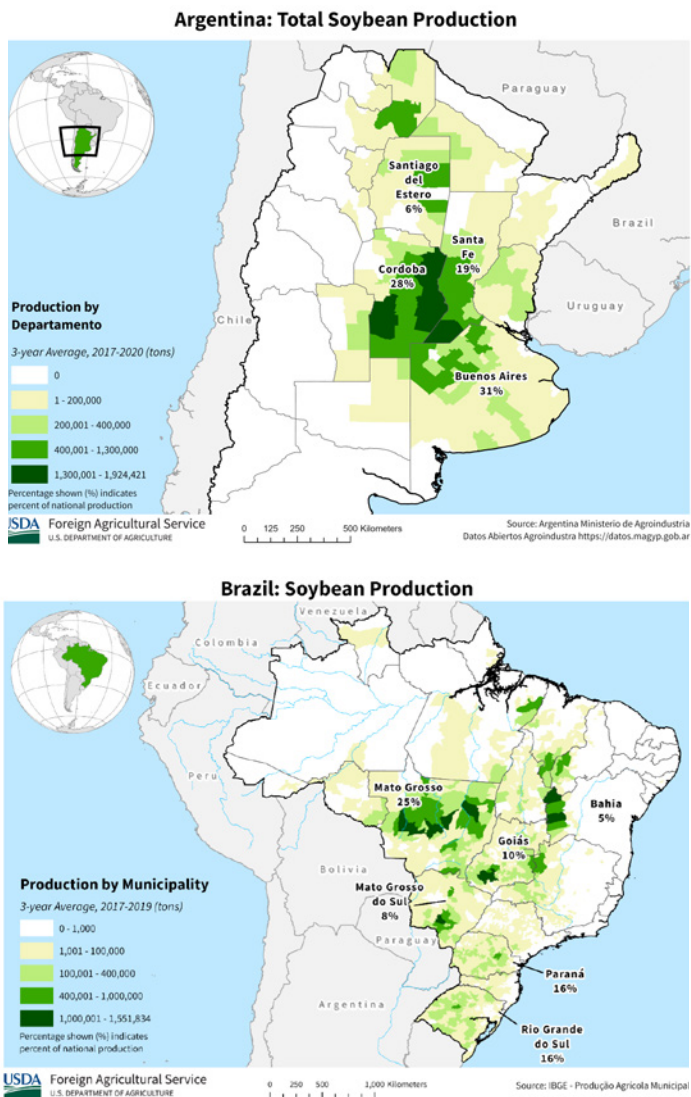 Argentina: Total Soybean Production
Paraguay
Brazil
Uruguay
Chile
Santiago
del
Estero
6%
Santa
Fe
19%
Cordoba
28%
Buenos Aires
31%
Production by
Departamento
3-year Average, 2017-2020 (tons)
0
1 - 200,000
200,001 - 400,000
400,001 - 1,300,000
1,300,001 - 1,924,421
Percentage shown (%) indicates
percent of national production
USDA Foreign Agricultural Service
U.S. DEPARTMENT OF AGRICULTURE
0 125 250 500 Kilometers
Source: Argentina Ministerio de Agroindustria
Datos Abiertos Agroindustra https://datos.magyp.gob.ar
Brazil: Soybean Production
Venezuela
Colombia
Ecuador
Peru
Bolivia
Paraguay
Argentina
Mato Grosso
25%
Bahia
5%
Goiás
10%
Mato Grosso
do Sul
8%
Paraná
16%
Rio Grande
do Sul
16%
Production by Municipality
3-year Average, 2017-2019 (tons)
0 - 1,000
1,001 - 100,000
100,001 - 400,000
400,001 - 1,000,000
1,000,001 - 1,551,834
Percentage shown (%) indicates
percent of national production
USDA Foreign Agricultural Service
U.S. DEPARTMENT OF AGRICULTURE
0 250 500 1,000 Kilometers
Source: IBGE - Produção Agrícola Municipal